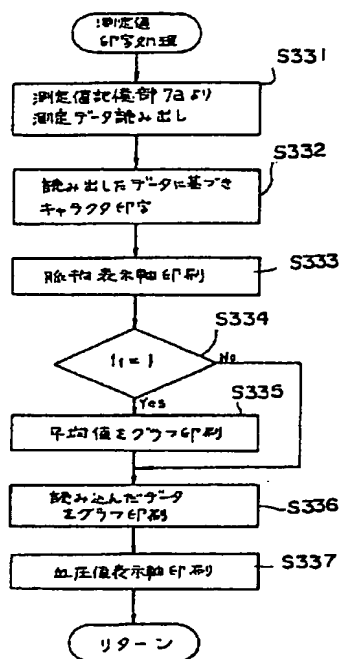 測定値
印字処理
S331
測定値記憶部7aより
測定データ読み出し
S332
読み出したデータに基づき
キャラクタ印字
S333
脈拍表示軸印刷
S334
f1=1
No
Yes
S335
平均値をグラフ印刷
読み込んだデータ
をグラフ印刷
S336
血圧値表示軸印刷
S337
リターン